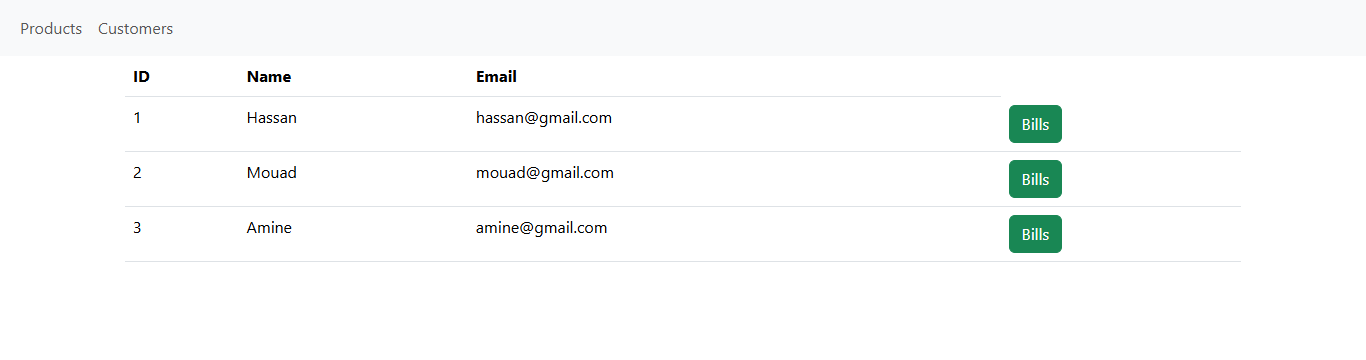 Products Customers
ID Name Email
1 Hassan hassan@gmail.com Bills
2 Mouad mouad@gmail.com Bills
3 Amine amine@gmail.com Bills